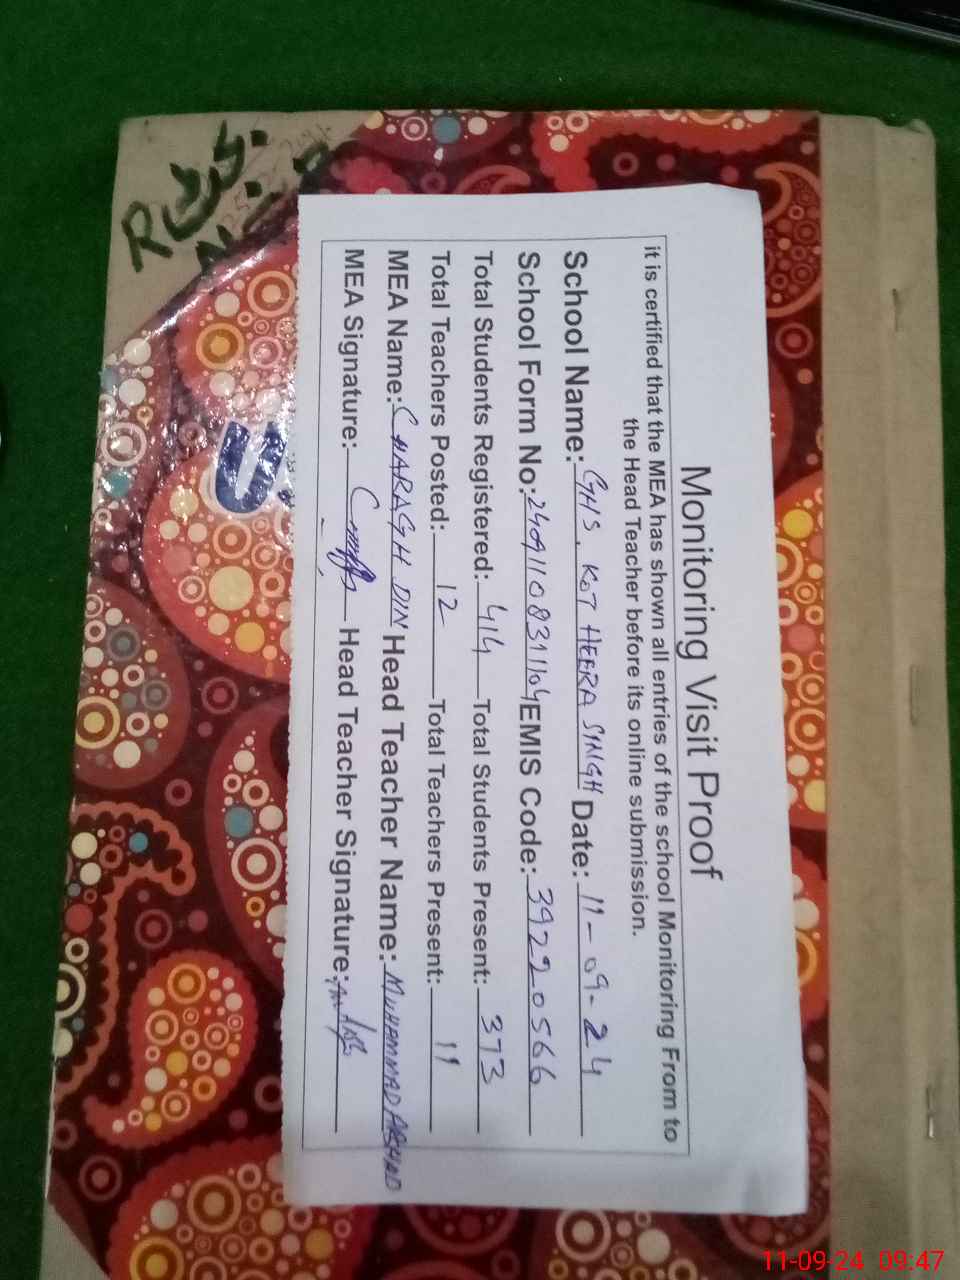 Monitoring Visit Proof
it is certified that the MEA has shown all entries of the school Monitoring From to
the Head Teacher before its online submission.
School Name: GHS. KOT HEERA SINGH Date: 11-09-24
School Form No: 2409110831104 EMIS Code: 39220566
Total Students Registered: 414 Total Students Present: 373
Total Teachers Posted: 12 Total Teachers Present: 11
MEA Name: CHARAGH DIN Head Teacher Name: MUHAMMAD ARSHAD
MEA Signature: Head Teacher Signature:
11-09-24 09:47